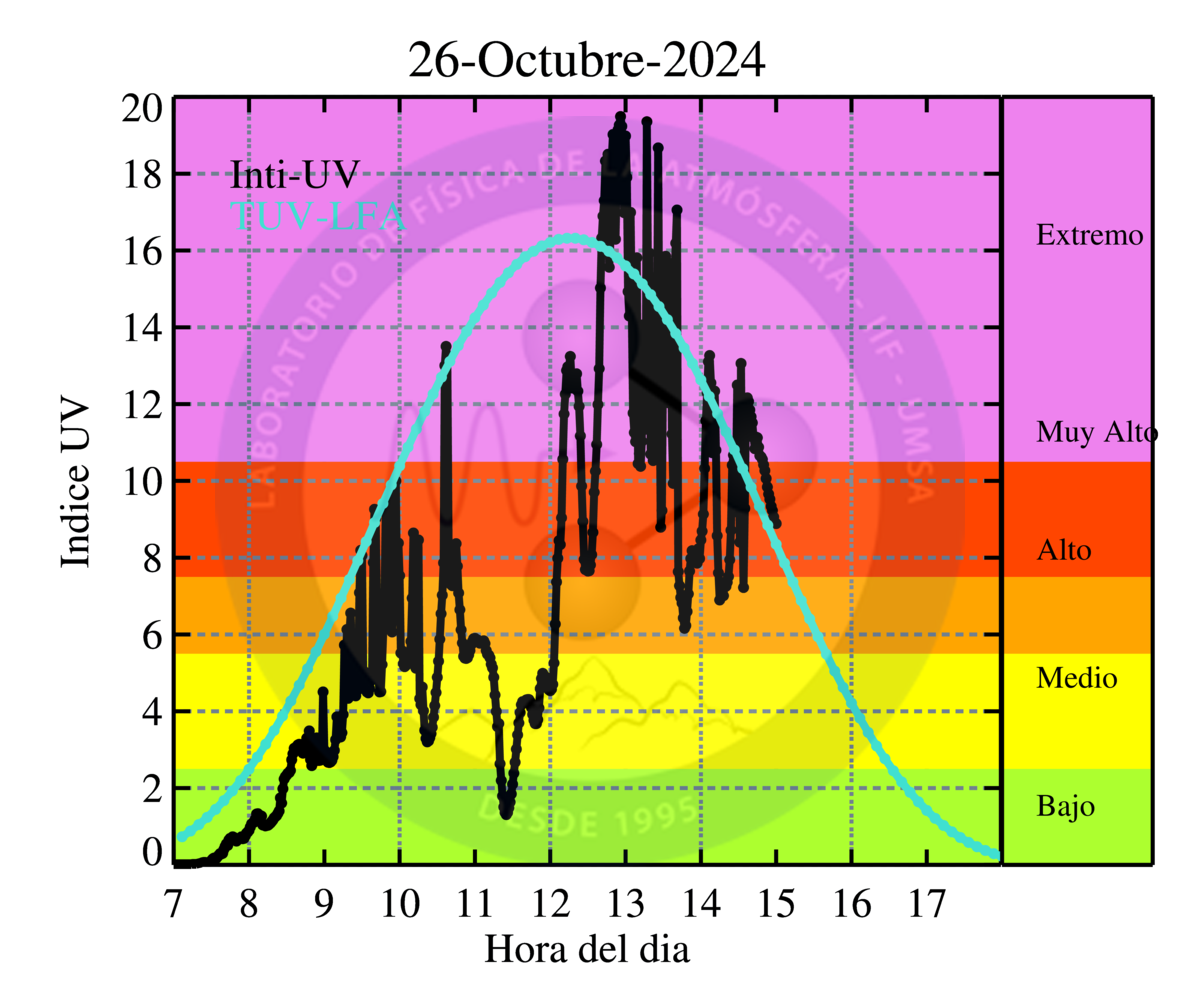 26-Octubre-2024
Inti-UV
TUV-LFA
Indice UV
20
18
16
14
12
10
8
6
4
2
0
7 8 9 10 11 12 13 14 15 16 17
Hora del dia
Extremo
Muy Alto
Alto
Medio
Bajo
LABORATORIO DE FÍSICA DE LA ATMÓSFERA - IIF - UMSA
DESDE 1995